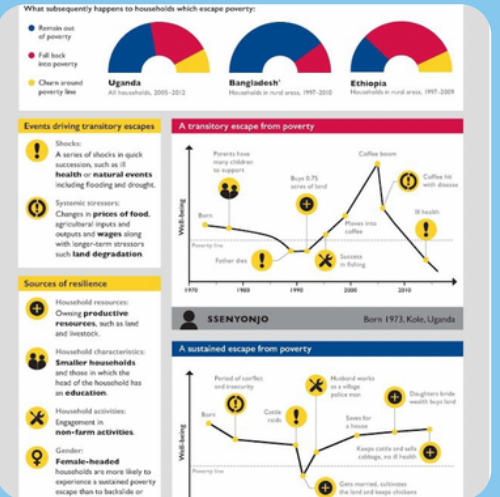 What subsequently happens to households which escape poverty:
Remain out
of poverty
Fall back
into poverty
Churn around
poverty line
Uganda
All households, 2005-2012
Bangladesh*
Households in rural areas, 1997-2010
Ethiopia
Households in rural areas, 1997-2009
Events driving transitory escapes
Shocks:
A series of shocks in quick
succession, such as ill
health or natural events
including flooding and drought.
Systemic stressors:
Changes in prices of food,
agricultural inputs and
outputs and wages along
with longer-term stressors
such land degradation.
Sources of resilience
Household resources:
Owning productive
resources, such as land
and livestock.
Household characteristics:
Smaller households
and those in which the
head of the household has
an education.
Household activities:
Engagement in
non-farm activities.
Gender:
Female-headed
households are more likely to
experience a sustained poverty
escape than to backslide or
A transitory escape from poverty
Well-being
Parents have
many children
to support
Buys 0.75
acres of land
Coffee boom
Coffee hit
with disease
Born
Moves into
coffee
Ill health
Poverty line
Father dies
Success
in fishing
1970
1980
1990
2000
2010
SSENYONJO
Born 1973, Kole, Uganda
A sustained escape from poverty
Well-being
Period of conflict
and insecurity
Husband works
as a village
police man
Daughters bride
wealth buys land
Born
Cattle
raids
Saves for
a house
Keeps cattle and sells
cabbage, no ill health
Poverty line
Gets married, cultivates
the land and keeps chickens